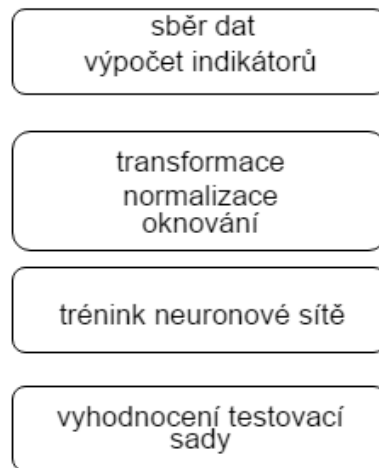 sběr dat
výpočet indikátorů
transformace
normalizace
oknování
trénink neuronové sítě
vyhodnocení testovací
sady